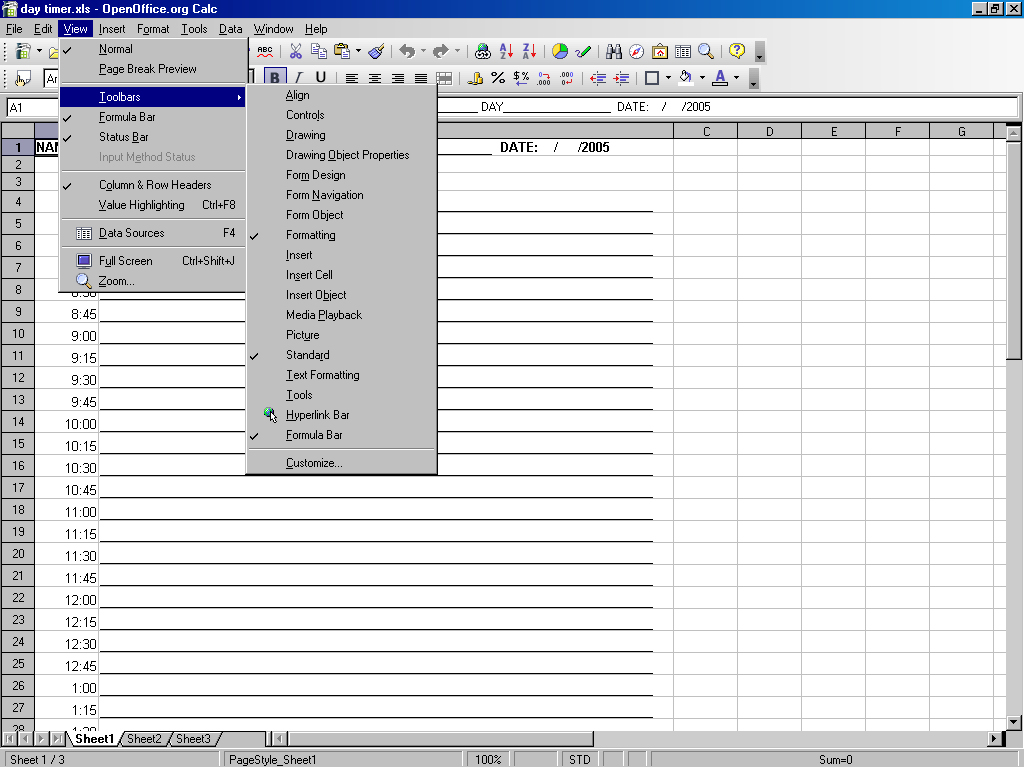 day timer.xls - OpenOffice.org Calc
File Edit View Insert Format Tools Data Window Help
Normal
Page Break Preview
Toolbars
Formula Bar
Status Bar
Input Method Status
Column & Row Headers
Value Highlighting Ctrl+F8
Data Sources F4
Full Screen Ctrl+Shift+J
Zoom...
Align
Controls
Drawing
Drawing Object Properties
Form Design
Form Navigation
Form Object
Formatting
Insert
Insert Cell
Insert Object
Media Playback
Picture
Standard
Text Formatting
Tools
Hyperlink Bar
Formula Bar
Customize...
ABC
B I U
A
A1 DAY DATE: / /2005
C D E F G
1 DATE: / /2005
2
3
4
5
6
7
8 8:30
9 8:45
10 9:00
11 9:15
12 9:30
13 9:45
14 10:00
15 10:15
16 10:30
17 10:45
18 11:00
19 11:15
20 11:30
21 11:45
22 12:00
23 12:15
24 12:30
25 12:45
26 1:00
27 1:15
28 1:30
Sheet1 Sheet2 Sheet3
Sheet 1 / 3 PageStyle_Sheet1 100% STD Sum=0